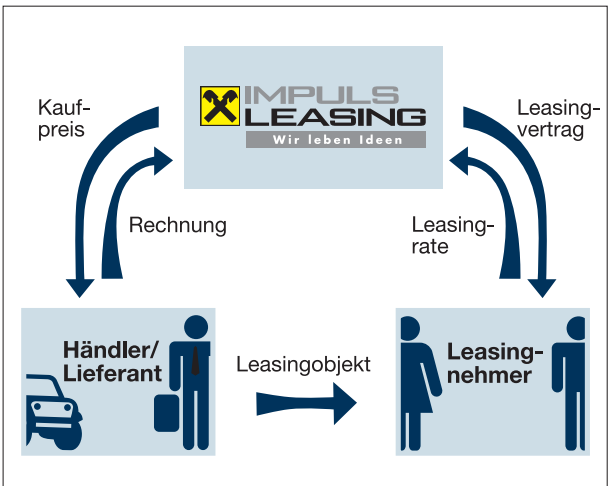 IMPULS
LEASING
Wir leben Ideen
Kauf-
preis
Leasing-
vertrag
Rechnung
Leasing-
rate
Händler/
Lieferant
Leasingobjekt
Leasing-
nehmer